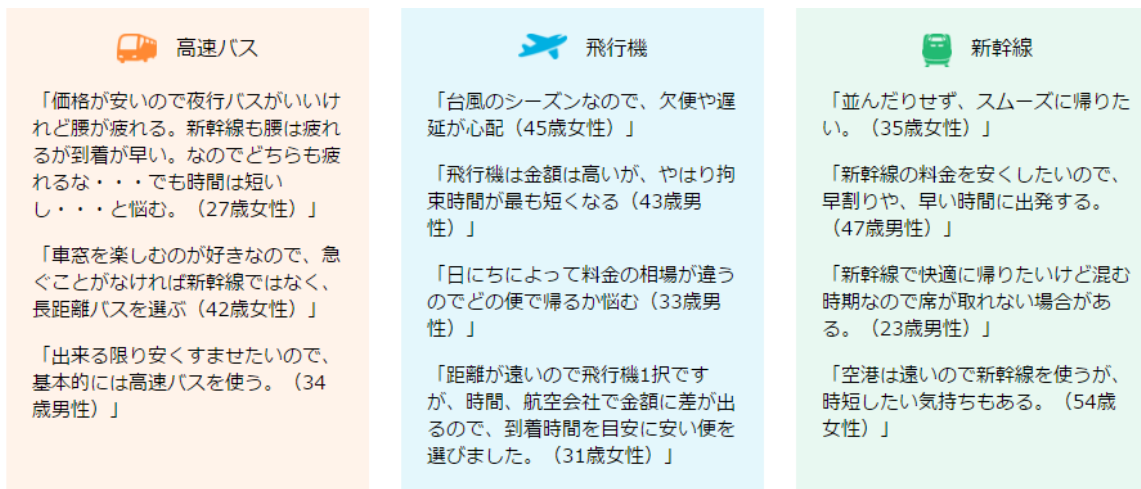 高速バス
「価格が安いので夜行バスがいいけ
れど腰が疲れる。新幹線も腰は疲れ
るが到着が早い。なのでどちらも疲
れるな・・・でも時間は短い
し・・・と悩む。（27歳女性）」
「車窓を楽しむのが好きなので、急
ぐことがなければ新幹線ではなく、
長距離バスを選ぶ（42歳女性）」
「出来る限り安くすませたいので、
基本的には高速バスを使う。（34
歳男性）」
飛行機
「台風のシーズンなので、欠便や遅
延が心配（45歳女性）」
「飛行機は金額は高いが、やはり拘
束時間が最も短くなる（43歳男
性）」
「日にちによって料金の相場が違う
のでどの便で帰るか悩む（33歳男
性）」
「距離が遠いので飛行機1択です
が、時間、航空会社で金額に差が出
るので、到着時間を目安に安い便を
選びました。（31歳女性）」
新幹線
「並んだりせず、スムーズに帰りた
い。（35歳女性）」
「新幹線の料金を安くしたいので、
早割りや、早い時間に出発する。
（47歳男性）」
「新幹線で快適に帰りたいけど混む
時期なので席が取れない場合があ
る。（23歳男性）」
「空港は遠いので新幹線を使うが、
時短したい気持ちもある。（54歳
女性）」